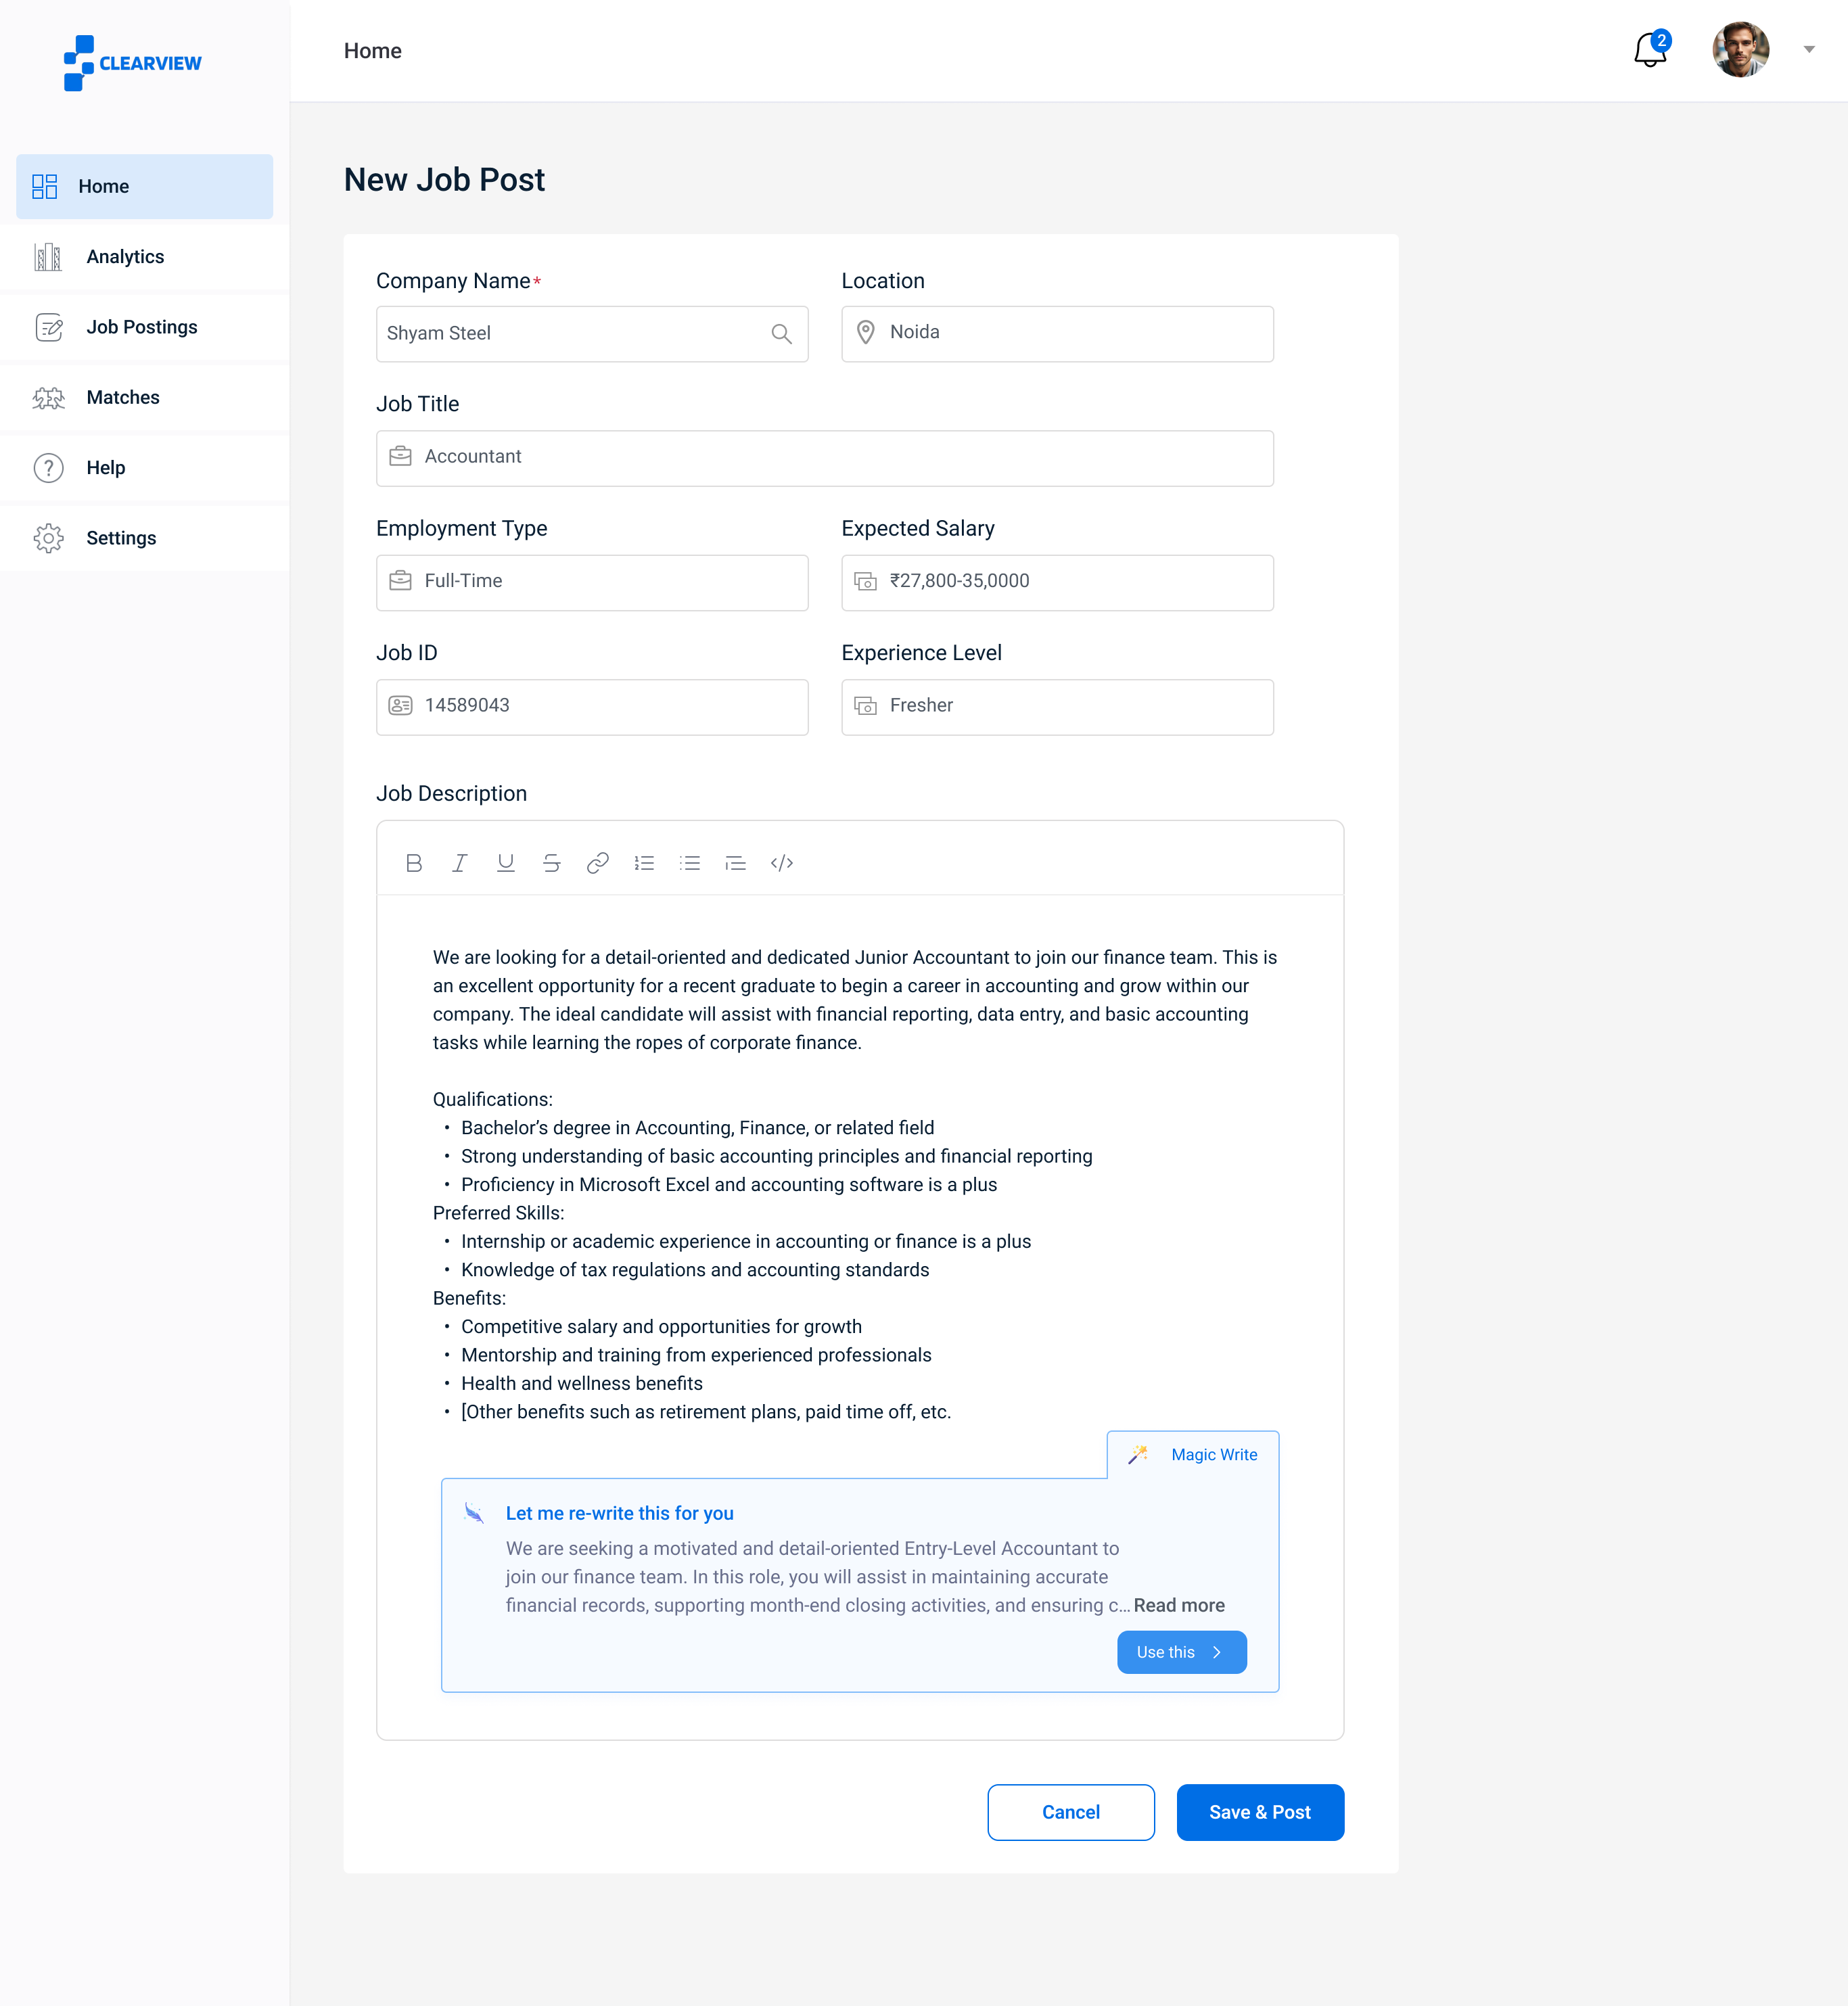 CLEARVIEW
Home
2
Home
Analytics
Job Postings
Matches
Help
Settings
New Job Post
Company Name*
Location
Shyam Steel
Noida
Job Title
Accountant
Employment Type
Expected Salary
Full-Time
₹27,800-35,0000
Job ID
Experience Level
14589043
Fresher
Job Description
B I U S </>
We are looking for a detail-oriented and dedicated Junior Accountant to join our finance team. This is
an excellent opportunity for a recent graduate to begin a career in accounting and grow within our
company. The ideal candidate will assist with financial reporting, data entry, and basic accounting
tasks while learning the ropes of corporate finance.
Qualifications:
• Bachelor’s degree in Accounting, Finance, or related field
• Strong understanding of basic accounting principles and financial reporting
• Proficiency in Microsoft Excel and accounting software is a plus
Preferred Skills:
• Internship or academic experience in accounting or finance is a plus
• Knowledge of tax regulations and accounting standards
Benefits:
• Competitive salary and opportunities for growth
• Mentorship and training from experienced professionals
• Health and wellness benefits
• [Other benefits such as retirement plans, paid time off, etc.
Magic Write
Let me re-write this for you
We are seeking a motivated and detail-oriented Entry-Level Accountant to
join our finance team. In this role, you will assist in maintaining accurate
financial records, supporting month-end closing activities, and ensuring c... Read more
Use this
Cancel
Save & Post